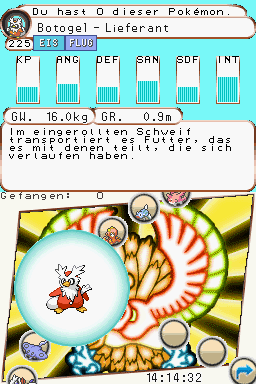 Du hast 0 dieser Pokémon.
Botogel - Lieferant
225 EIS FLUG
KP ANG DEF SAN SDF INT
GW. 16.0kg GR. 0.9m
Im eingerollten Schweif
transportiert es Futter, das
es mit denen teilt, die sich
verlaufen haben.
Gefangen: 0
14:14:32